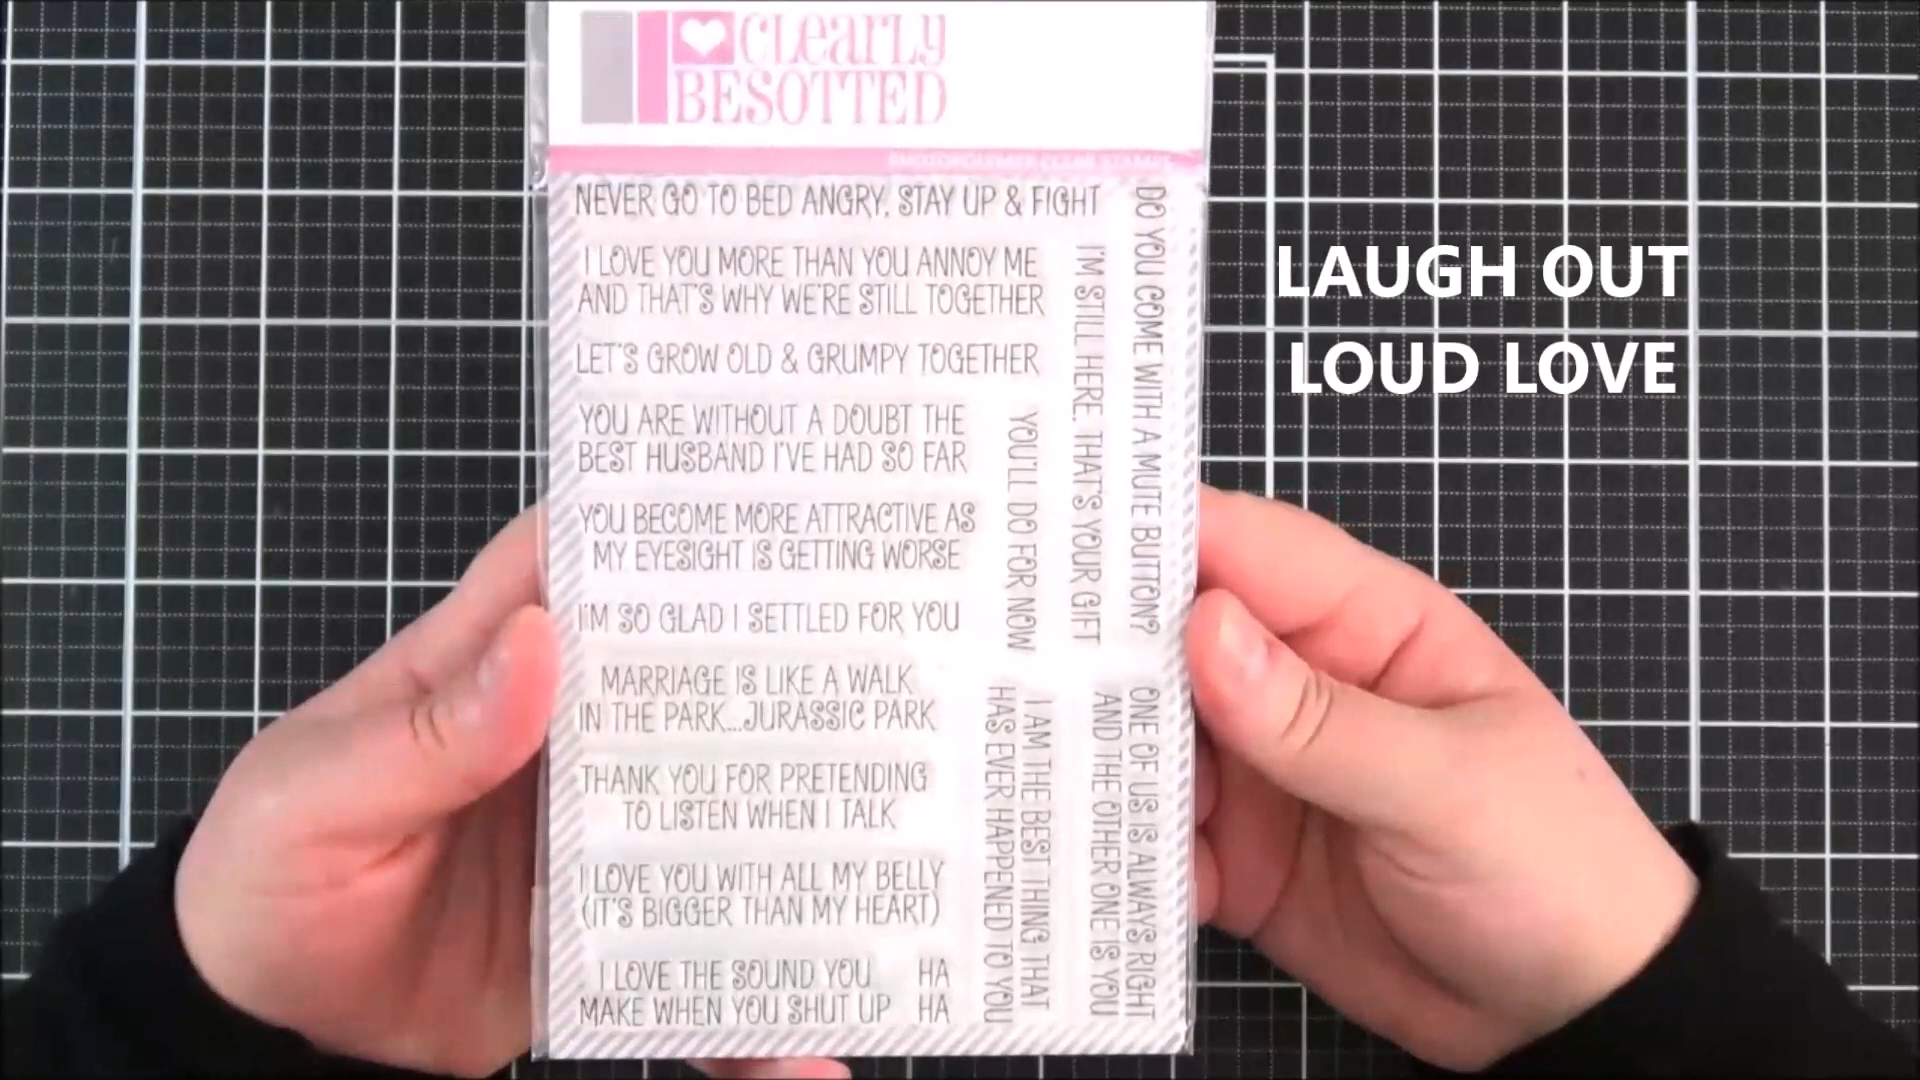 CLEARLY
BESOTTED
PHOTOPOLYMER CLEAR STAMPS
NEVER GO TO BED ANGRY, STAY UP & FIGHT
I LOVE YOU MORE THAN YOU ANNOY ME
AND THAT'S WHY WE'RE STILL TOGETHER
LET'S GROW OLD & GRUMPY TOGETHER
YOU ARE WITHOUT A DOUBT THE
BEST HUSBAND I'VE HAD SO FAR
YOU BECOME MORE ATTRACTIVE AS
MY EYESIGHT IS GETTING WORSE
I'M SO GLAD I SETTLED FOR YOU
MARRIAGE IS LIKE A WALK
IN THE PARK...JURASSIC PARK
THANK YOU FOR PRETENDING
TO LISTEN WHEN I TALK
I LOVE YOU WITH ALL MY BELLY
(IT'S BIGGER THAN MY HEART)
I LOVE THE SOUND YOU
MAKE WHEN YOU SHUT UP
HA
HA
DO YOU COME WITH A MUTE BUTTON?
I'M STILL HERE, THAT'S YOUR GIFT
YOU'LL DO FOR NOW
ONE OF US IS ALWAYS RIGHT
AND THE OTHER ONE IS YOU
I AM THE BEST THING THAT
HAS EVER HAPPENED TO YOU
LAUGH OUT
LOUD LOVE